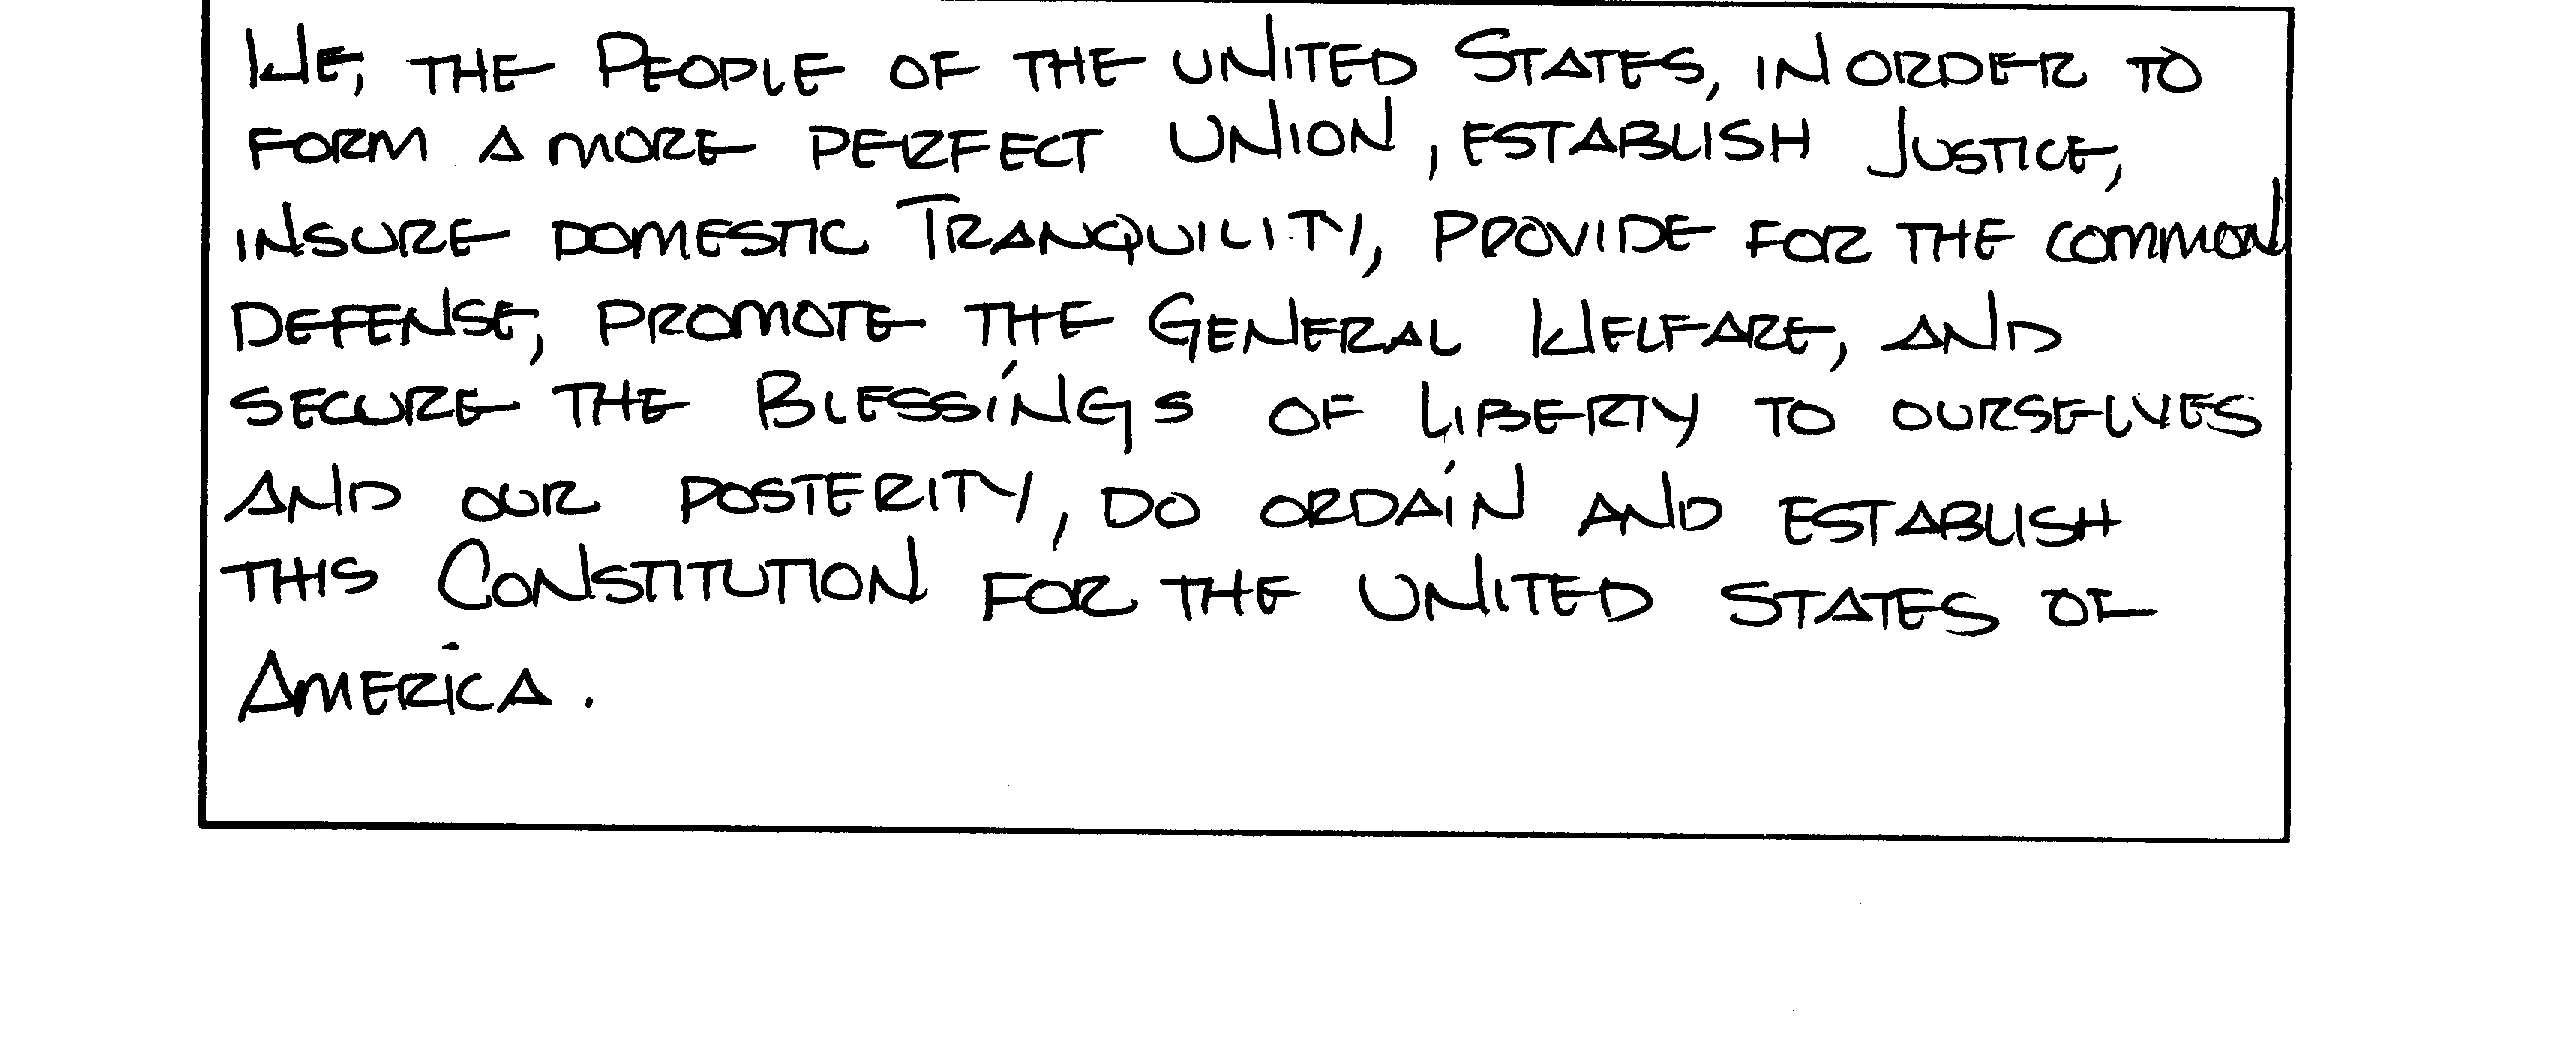 WE, THE PEOPLE OF THE UNITED STATES, IN ORDER TO
FORM A MORE PERFECT UNION, ESTABLISH JUSTICE,
INSURE DOMESTIC TRANQUILITY, PROVIDE FOR THE COMMON
DEFENSE, PROMOTE THE GENERAL WELFARE, AND
SECURE THE BLESSINGS OF LIBERTY TO OURSELVES
AND OUR POSTERITY, DO ORDAIN AND ESTABLISH
THIS CONSTITUTION FOR THE UNITED STATES OF
AMERICA.